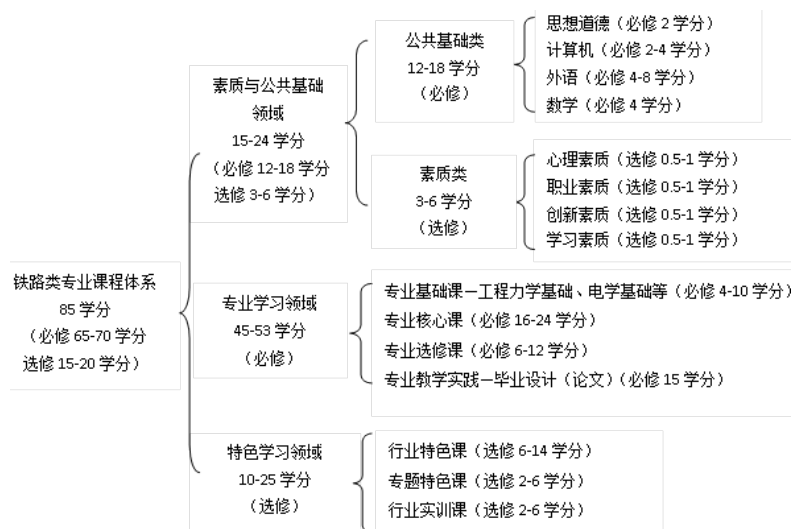 铁路类专业课程体系
85 学分
（必修 65-70 学分
选修 15-20 学分）
素质与公共基础
领域
15-24 学分
（必修 12-18 学分
选修 3-6 学分）
公共基础类
12-18 学分
（必修）
思想道德（必修 2 学分）
计算机（必修 2-4 学分）
外语（必修 4-8 学分）
数学（必修 4 学分）
素质类
3-6 学分
（选修）
心理素质（选修 0.5-1 学分）
职业素质（选修 0.5-1 学分）
创新素质（选修 0.5-1 学分）
学习素质（选修 0.5-1 学分）
专业学习领域
45-53 学分
（必修）
专业基础课—工程力学基础、电学基础等（必修 4-10 学分）
专业核心课（必修 16-24 学分）
专业选修课（必修 6-12 学分）
专业教学实践—毕业设计（论文）（必修 15 学分）
特色学习领域
10-25 学分
（选修）
行业特色课（选修 6-14 学分）
专题特色课（选修 2-6 学分）
行业实训课（选修 2-6 学分）